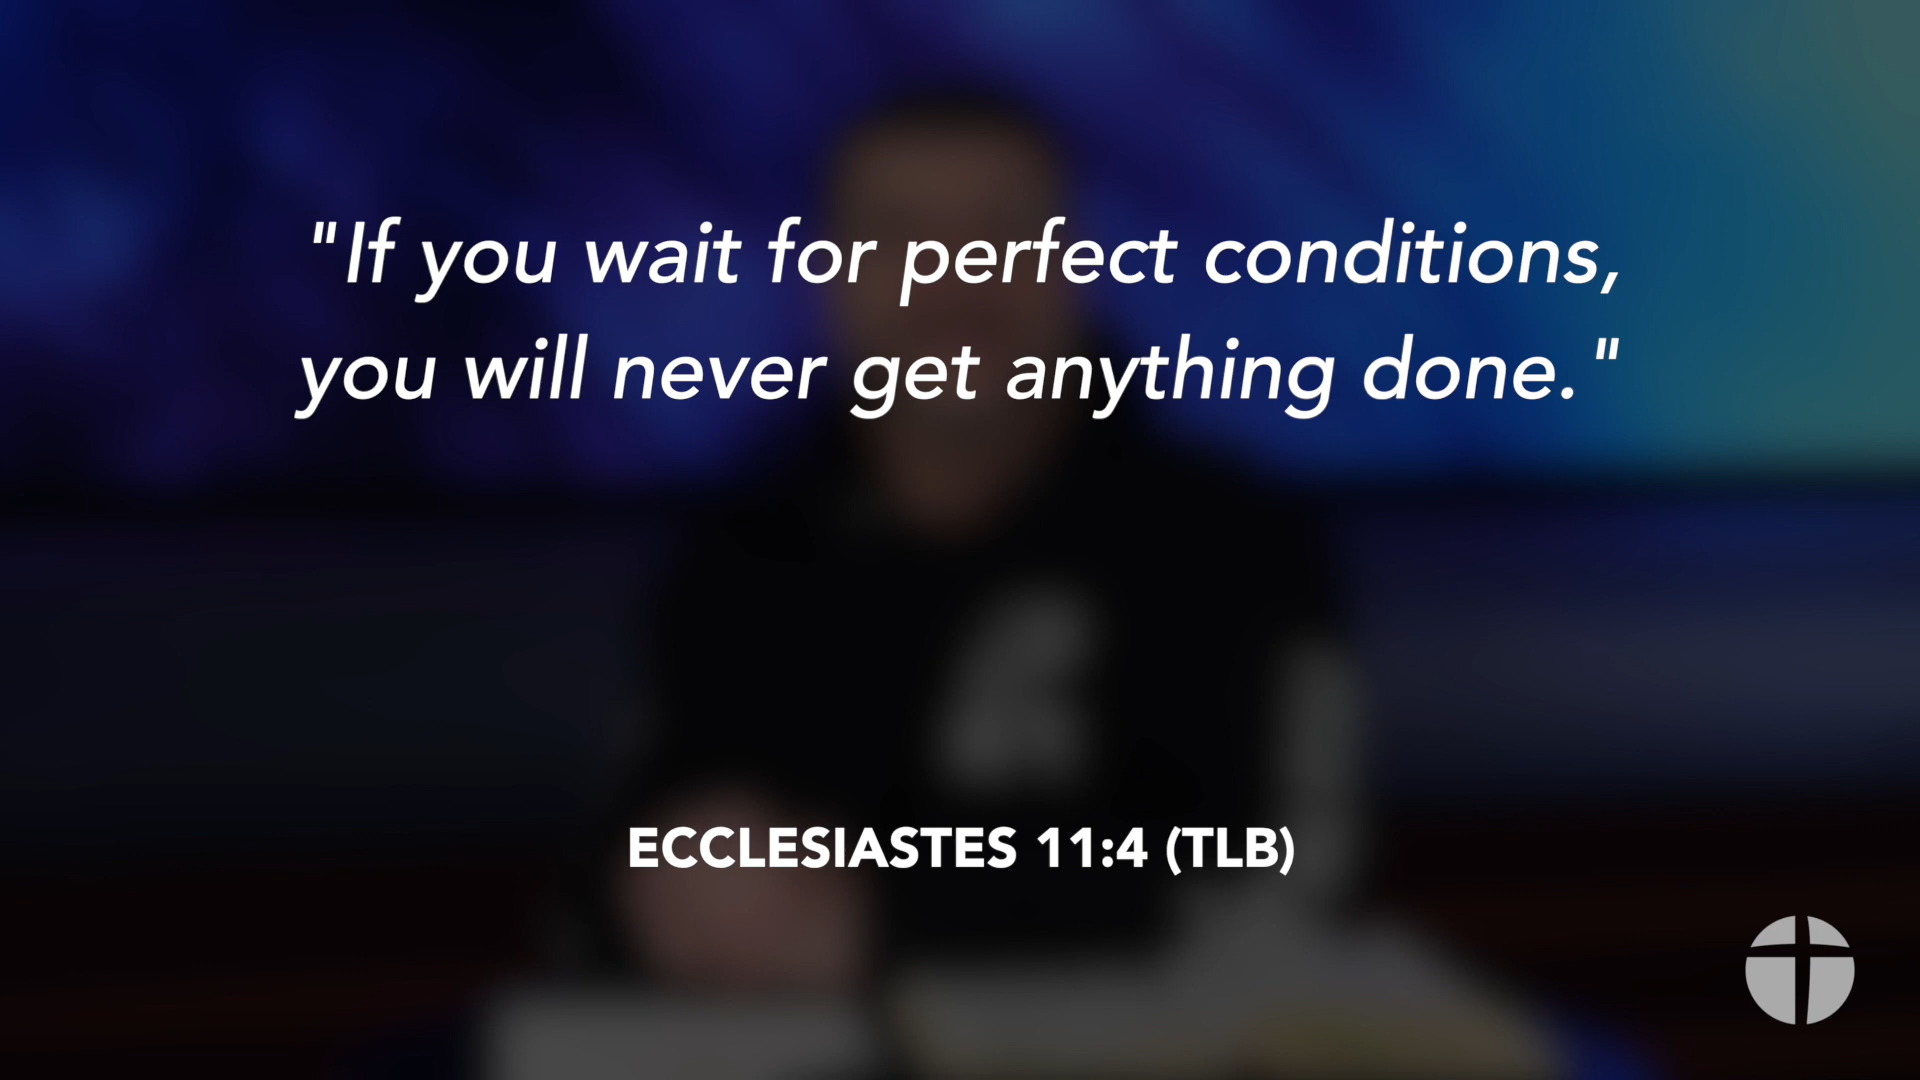 "If you wait for perfect conditions,
you will never get anything done."
ECCLESIASTES 11:4 (TLB)